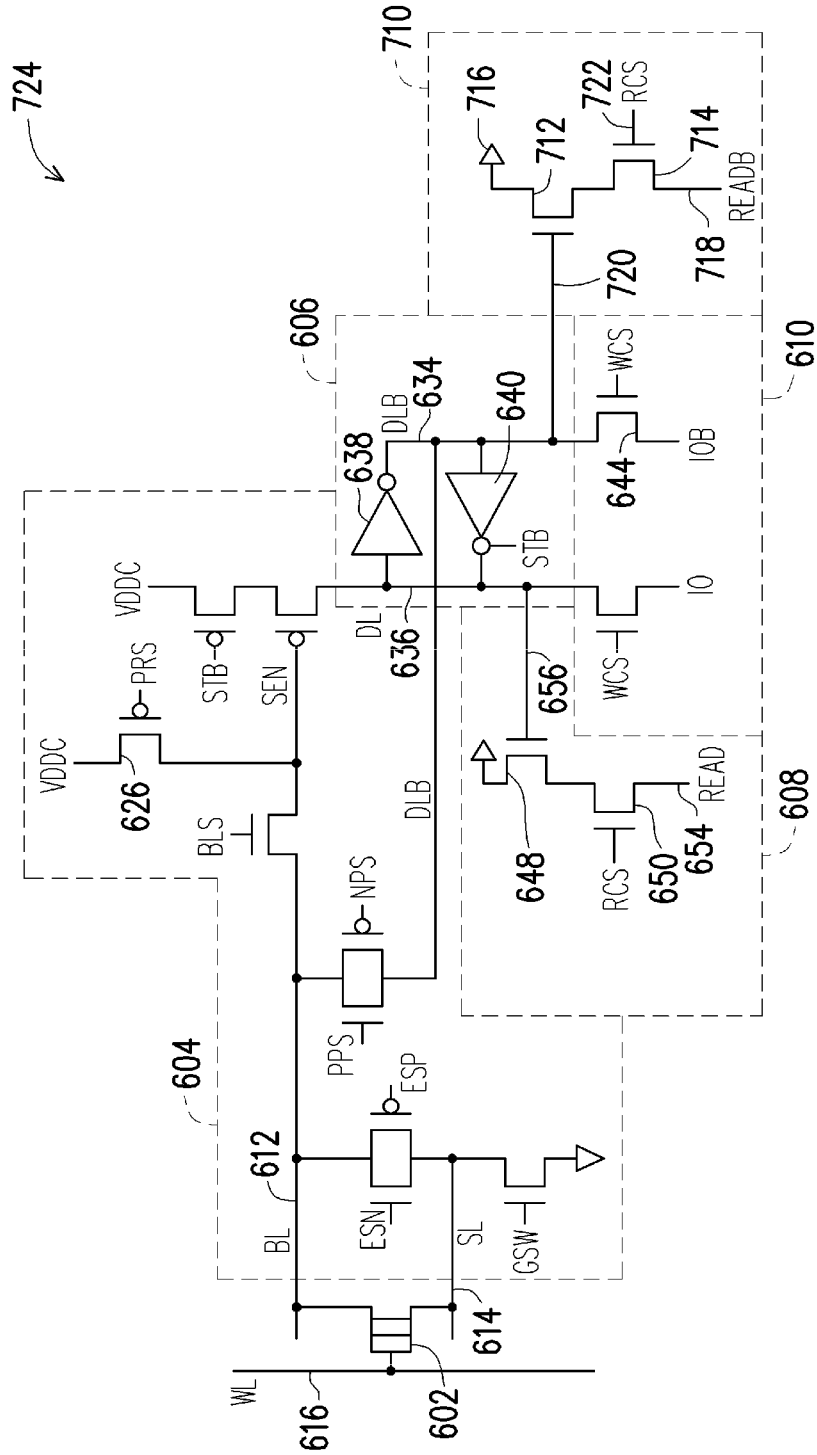 724
710
716
712
722
RCS
714
READB
718
720
606
DLB
634
638
640
STB
WCS
644
IOB
610
VDDC
PRS
626
VDDC
STB
SEN
DL
636
656
IO
WCS
BLS
DLB
648
READ
654
650
RCS
608
604
NPS
PPS
612
BL
ESP
ESN
SL
GSW
614
602
WL
616